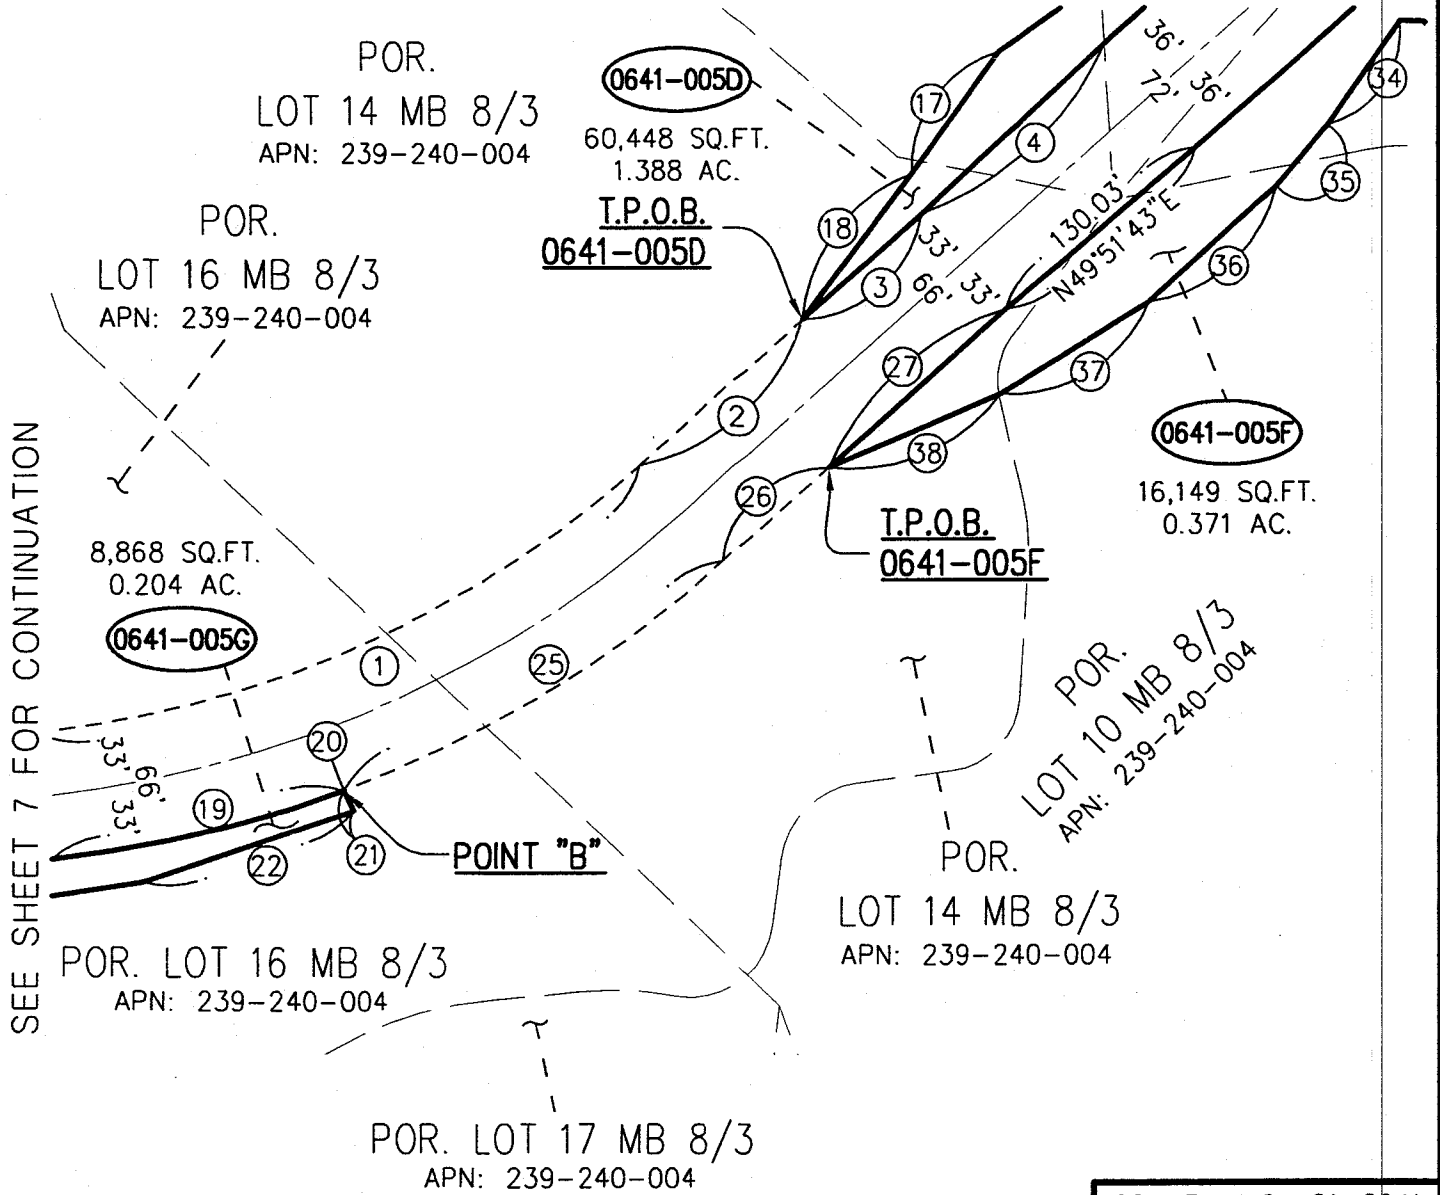 POR.
LOT 14 MB 8/3
APN: 239-240-004
0641-005D
60,448 SQ.FT.
1.388 AC.
T.P.O.B.
0641-005D
17
18
4
3
36'
36'
72'
34
35
36
37
38
27
26
2
33'
33'
66'
130.03'
N49°51'43"E
POR.
LOT 16 MB 8/3
APN: 239-240-004
0641-005F
16,149 SQ.FT.
0.371 AC.
T.P.O.B.
0641-005F
SEE SHEET 7 FOR CONTINUATION
8,868 SQ.FT.
0.204 AC.
0641-005G
1
25
20
33'
66'
33'
19
22
21
POINT "B"
POR.
LOT 10 MB 8/3
APN: 239-240-004
POR.
LOT 14 MB 8/3
APN: 239-240-004
POR. LOT 16 MB 8/3
APN: 239-240-004
POR. LOT 17 MB 8/3
APN: 239-240-004